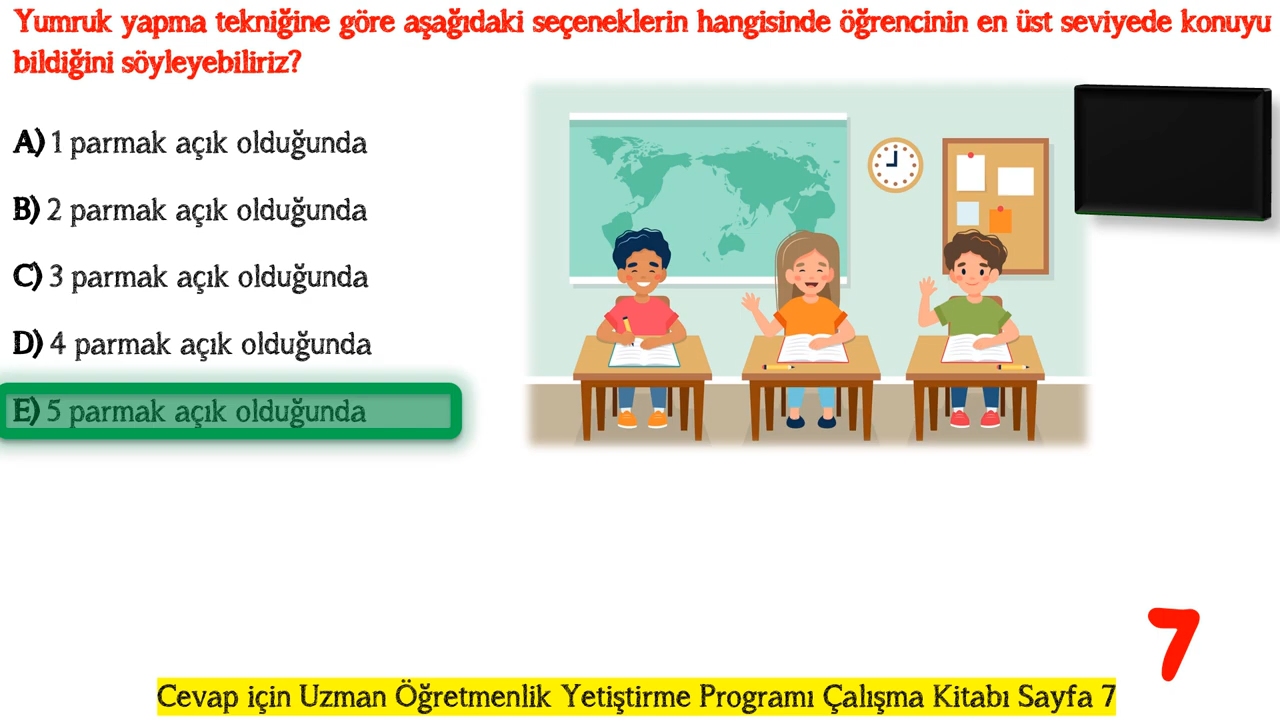 Yumruk yapma tekniğine göre aşağıdaki seçeneklerin hangisinde öğrencinin en üst seviyede konuyu
bildiğini söyleyebiliriz?
A) 1 parmak açık olduğunda
B) 2 parmak açık olduğunda
C) 3 parmak açık olduğunda
D) 4 parmak açık olduğunda
E) 5 parmak açık olduğunda
7
Cevap için Uzman Öğretmenlik Yetiştirme Programı Çalışma Kitabı Sayfa 7